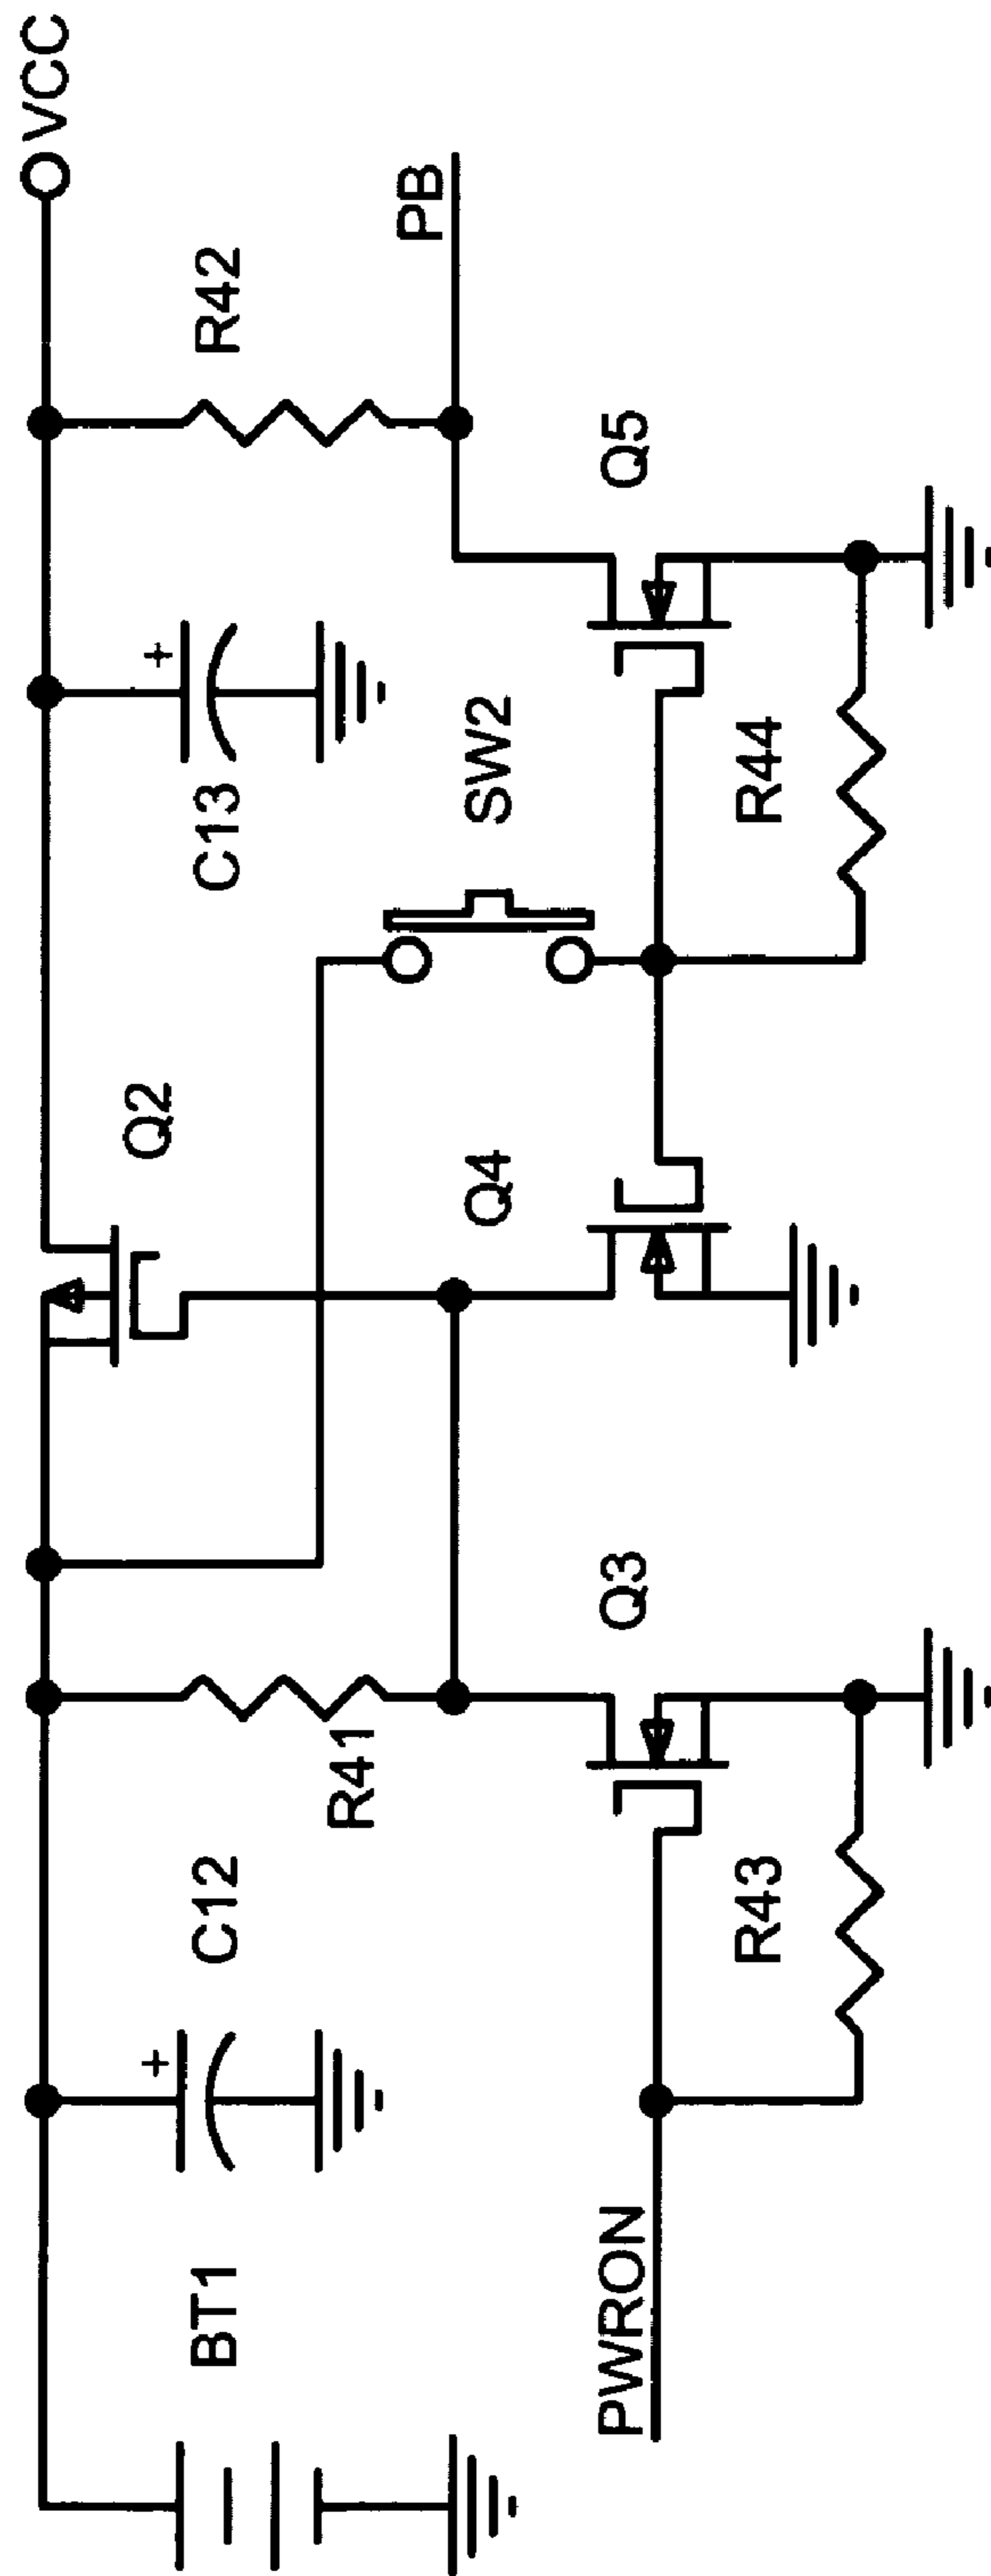 VCC
R42
PB
Q5
C13
SW2
R44
Q2
Q4
Q3
R41
C12
R43
BT1
PWRON
+
+